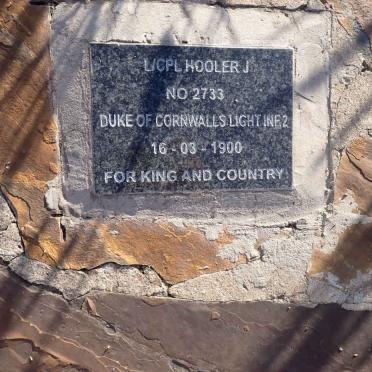 L/CPL HOOLER J
NO 2733
DUKE OF CORNWALLS LIGHT INF.2
16 - 03 - 1900
FOR KING AND COUNTRY